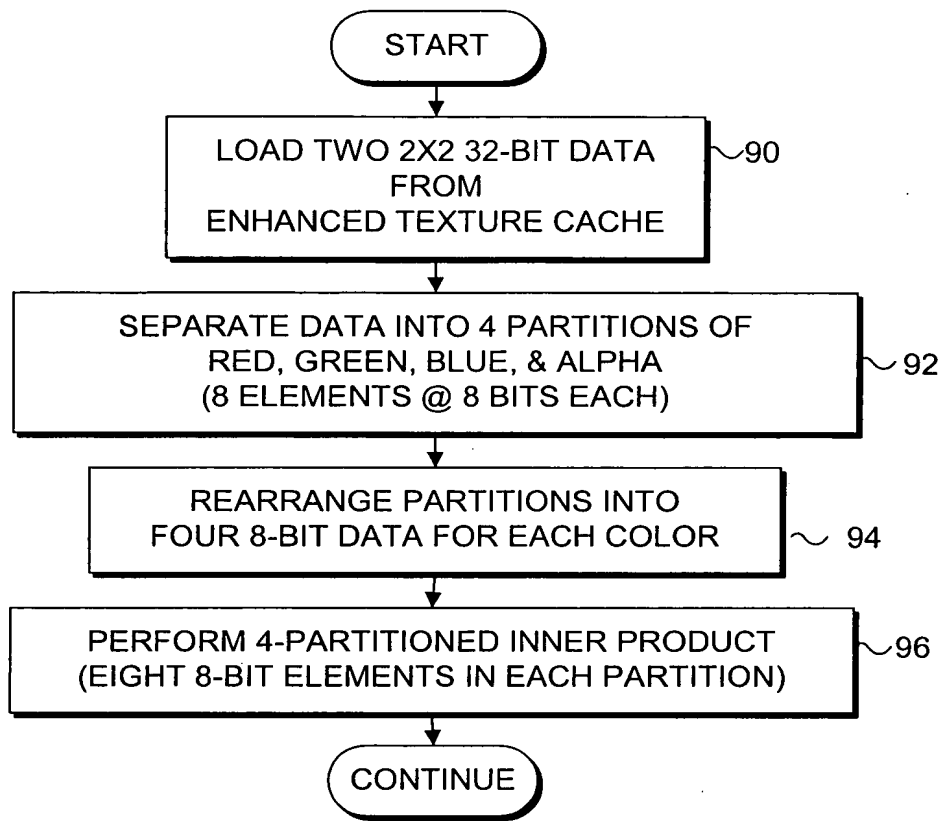 START
LOAD TWO 2X2 32-BIT DATA
FROM
ENHANCED TEXTURE CACHE
90
SEPARATE DATA INTO 4 PARTITIONS OF
RED, GREEN, BLUE, & ALPHA
(8 ELEMENTS @ 8 BITS EACH)
92
REARRANGE PARTITIONS INTO
FOUR 8-BIT DATA FOR EACH COLOR
94
PERFORM 4-PARTITIONED INNER PRODUCT
(EIGHT 8-BIT ELEMENTS IN EACH PARTITION)
96
CONTINUE